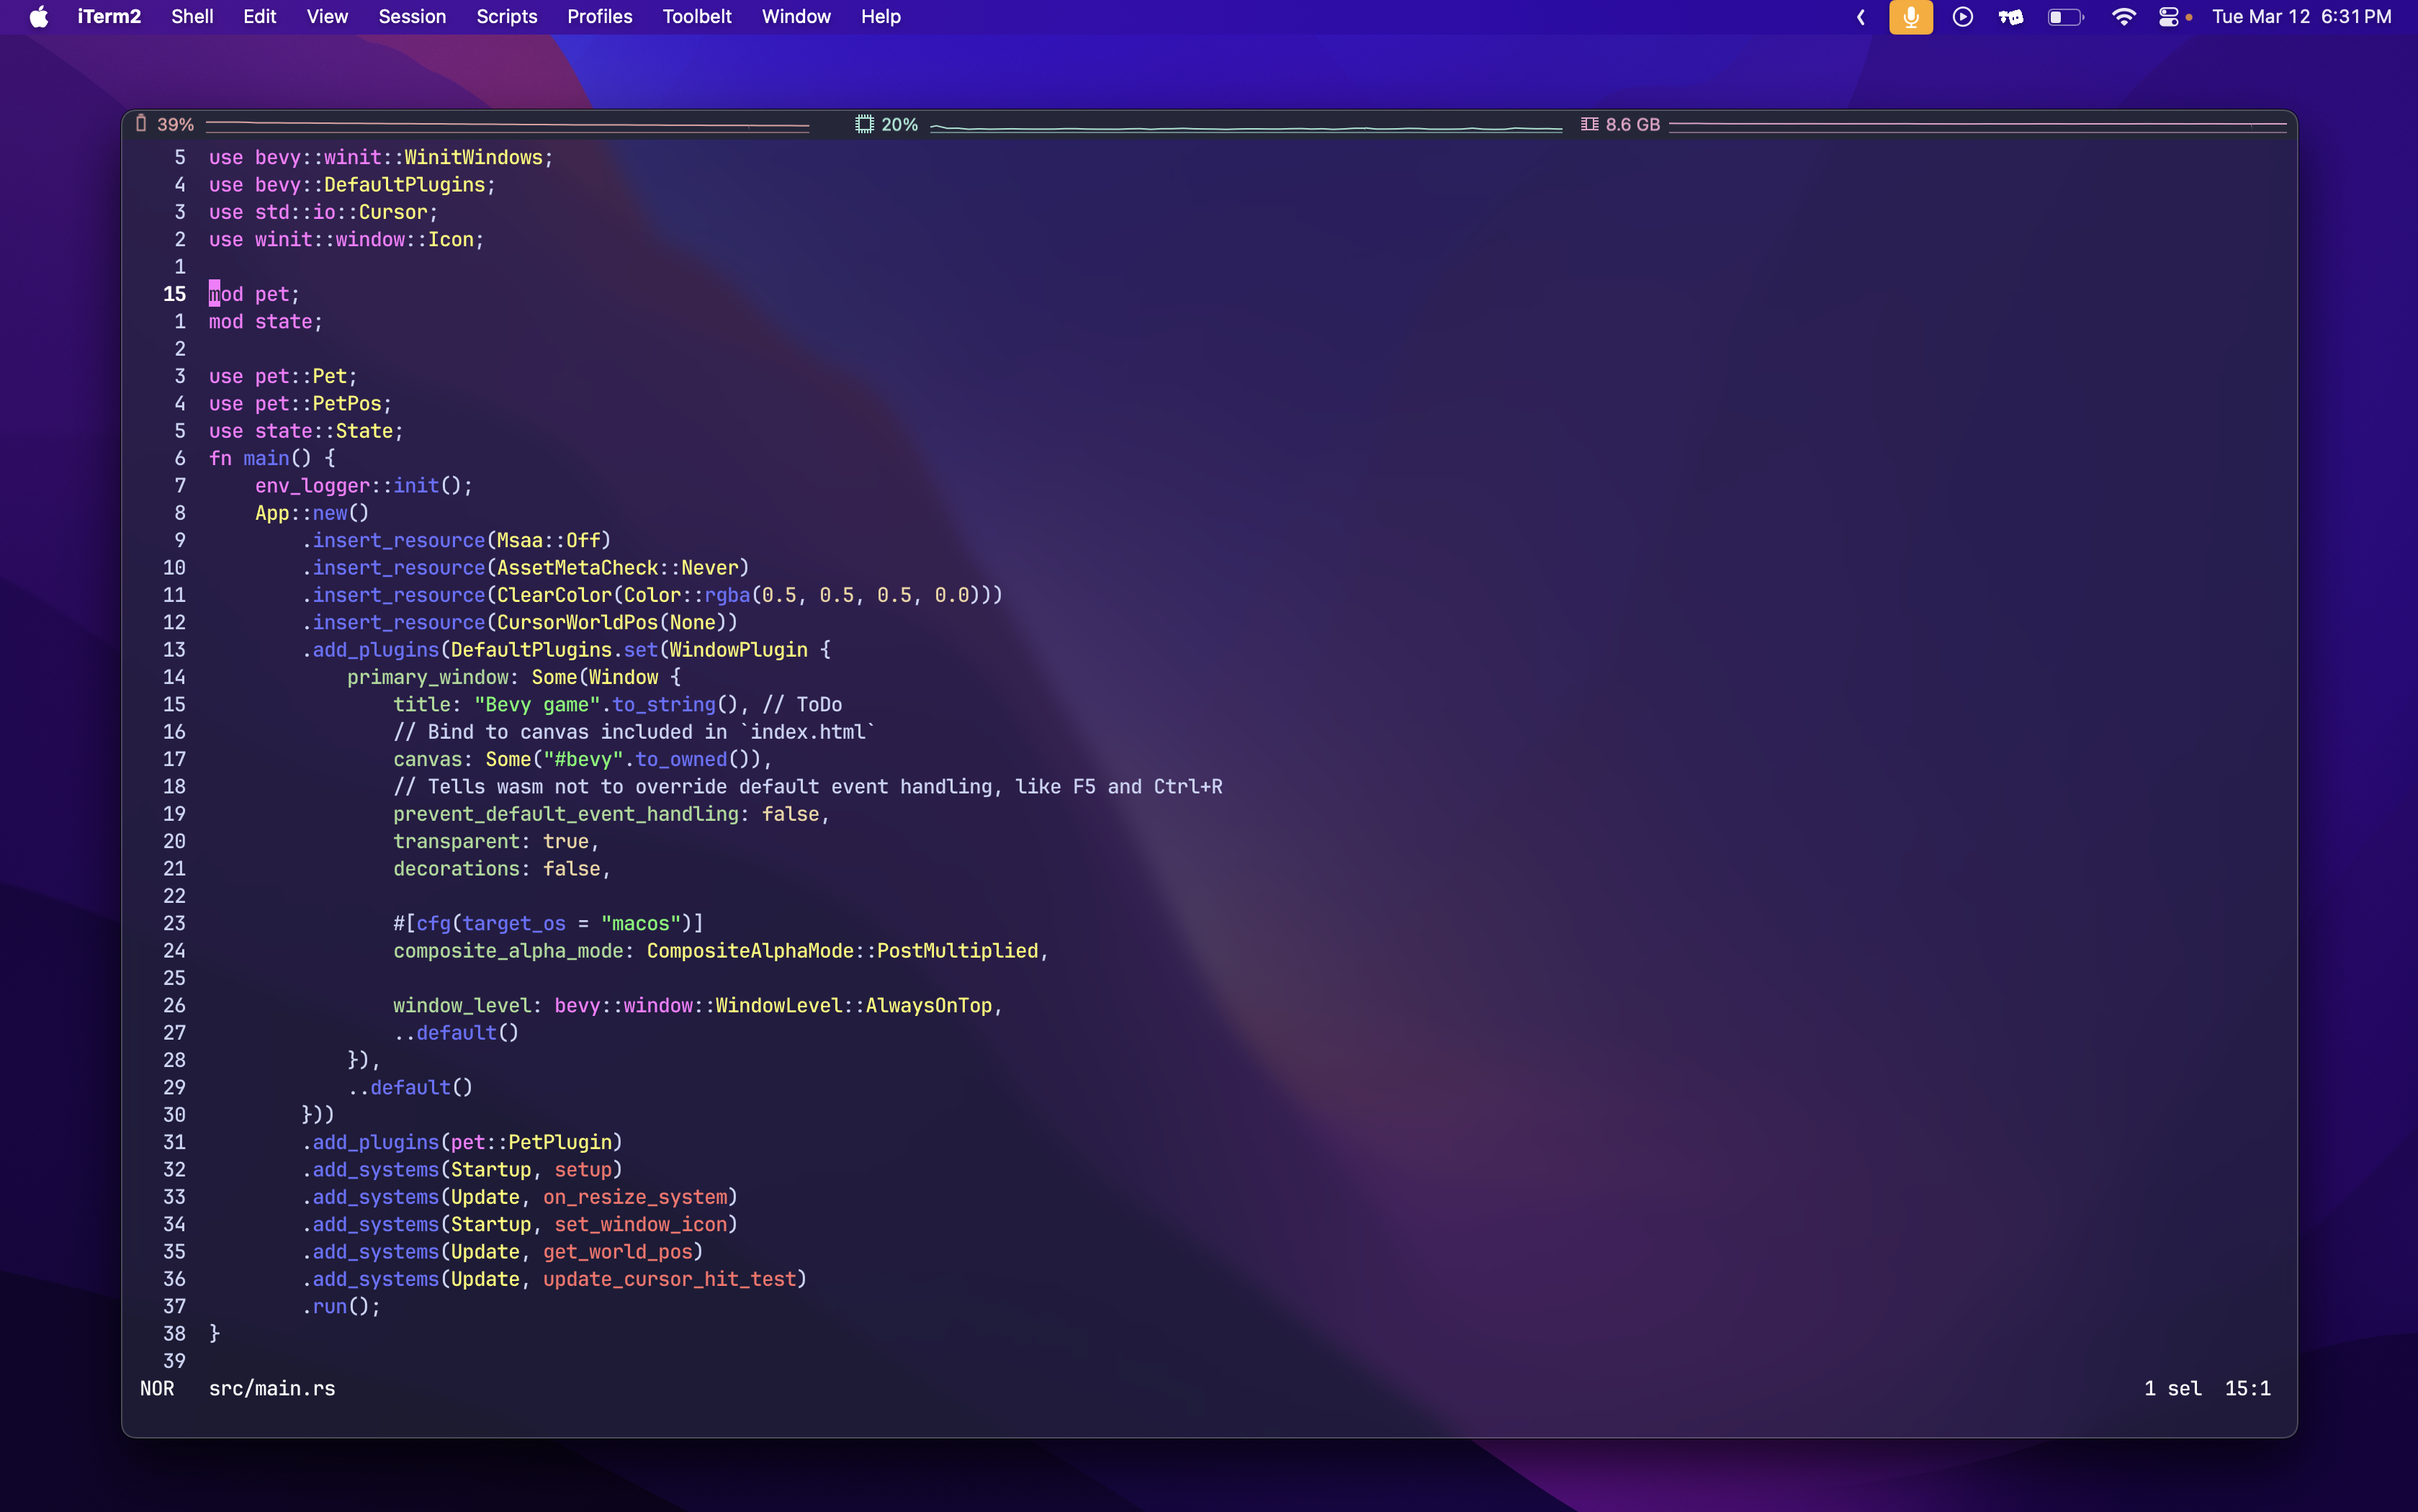 iTerm2 Shell Edit View Session Scripts Profiles Toolbelt Window Help Tue Mar 12 6:31 PM
39% 20% 8.6 GB
5 use bevy::winit::WinitWindows;
4 use bevy::DefaultPlugins;
3 use std::io::Cursor;
2 use winit::window::Icon;
1
15 mod pet;
1 mod state;
2
3 use pet::Pet;
4 use pet::PetPos;
5 use state::State;
6 fn main() {
7     env_logger::init();
8     App::new()
9         .insert_resource(Msaa::Off)
10         .insert_resource(AssetMetaCheck::Never)
11         .insert_resource(ClearColor(Color::rgba(0.5, 0.5, 0.5, 0.0)))
12         .insert_resource(CursorWorldPos(None))
13         .add_plugins(DefaultPlugins.set(WindowPlugin {
14             primary_window: Some(Window {
15                 title: "Bevy game".to_string(), // ToDo
16                 // Bind to canvas included in `index.html`
17                 canvas: Some("#bevy".to_owned()),
18                 // Tells wasm not to override default event handling, like F5 and Ctrl+R
19                 prevent_default_event_handling: false,
20                 transparent: true,
21                 decorations: false,
22
23                 #[cfg(target_os = "macos")]
24                 composite_alpha_mode: CompositeAlphaMode::PostMultiplied,
25
26                 window_level: bevy::window::WindowLevel::AlwaysOnTop,
27                 ..default()
28             }),
29             ..default()
30         }))
31         .add_plugins(pet::PetPlugin)
32         .add_systems(Startup, setup)
33         .add_systems(Update, on_resize_system)
34         .add_systems(Startup, set_window_icon)
35         .add_systems(Update, get_world_pos)
36         .add_systems(Update, update_cursor_hit_test)
37         .run();
38 }
39
NOR src/main.rs 1 sel 15:1